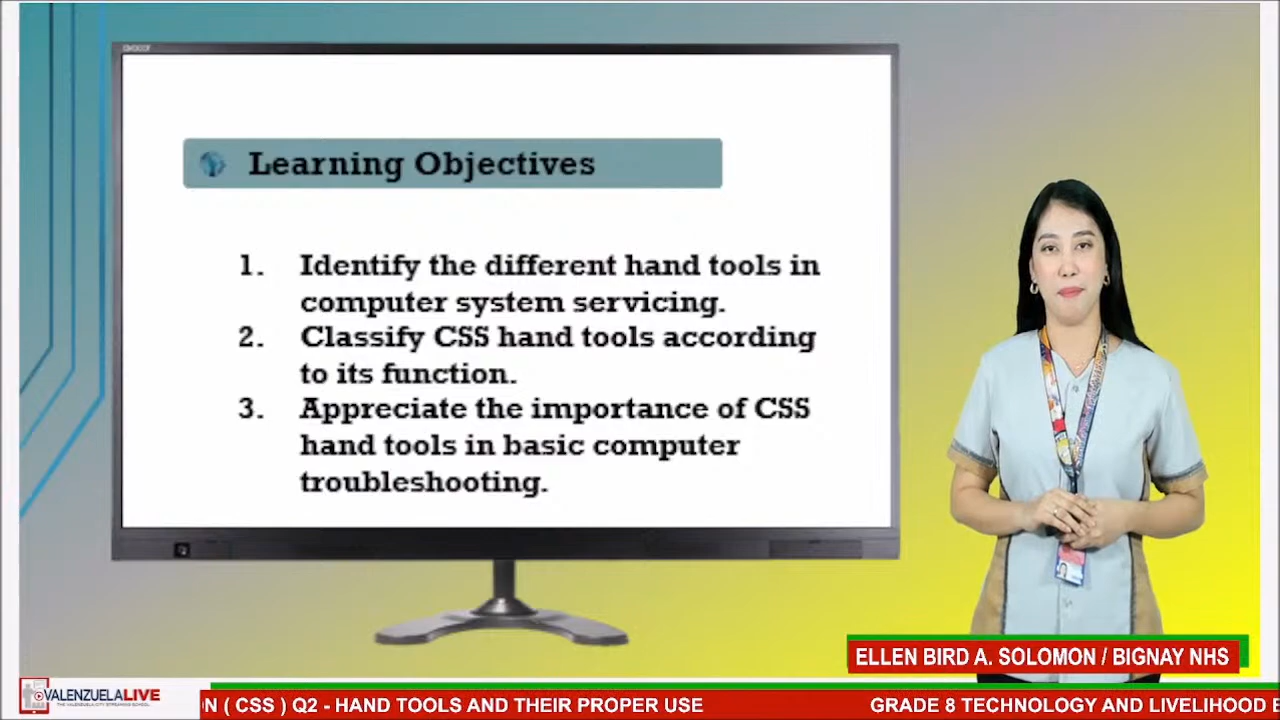 Learning Objectives
1. Identify the different hand tools in
computer system servicing.
2. Classify CSS hand tools according
to its function.
3. Appreciate the importance of CSS
hand tools in basic computer
troubleshooting.
ELLEN BIRD A. SOLOMON / BIGNAY NHS
VALENZUELALIVE
THE VALENZUELA CITY STREAMING SCHOOL
N ( CSS ) Q2 - HAND TOOLS AND THEIR PROPER USE
GRADE 8 TECHNOLOGY AND LIVELIHOOD E